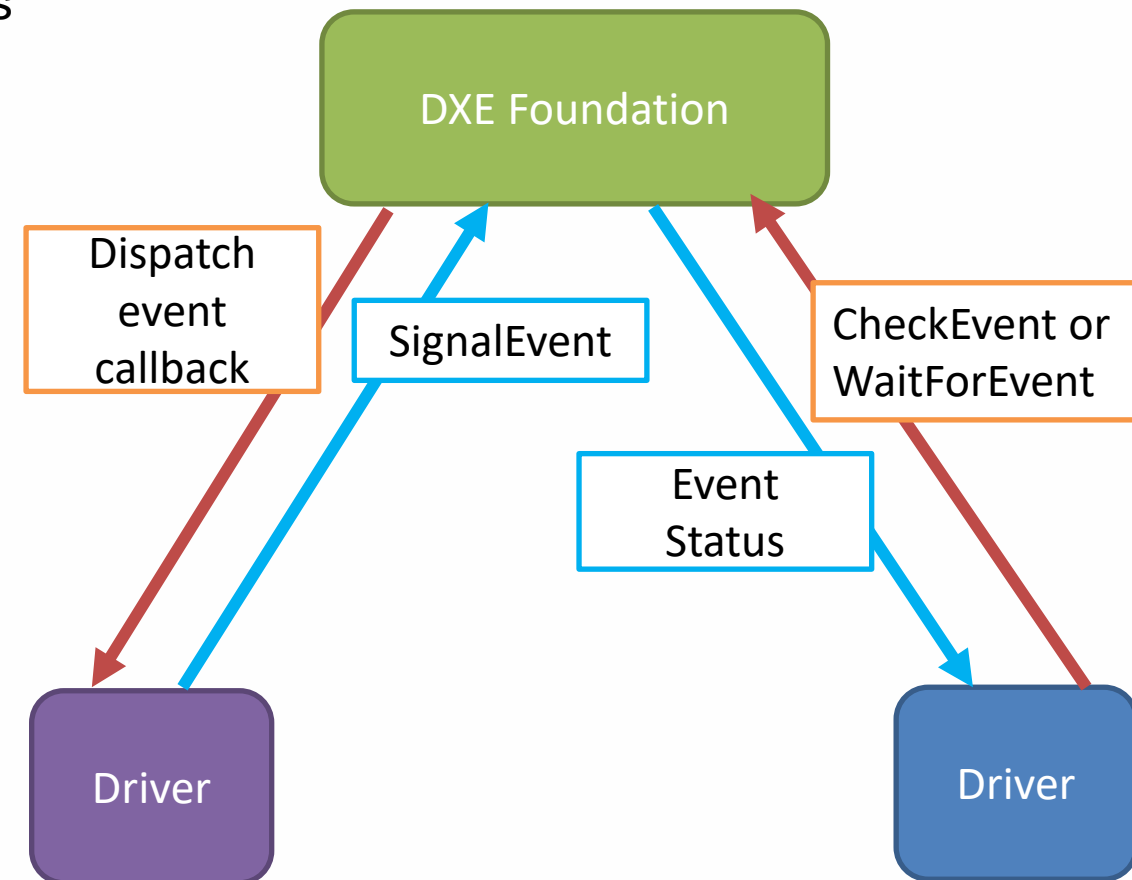 DXE Foundation
Dispatch
event
callback
SignalEvent
CheckEvent or
WaitForEvent
Event
Status
Driver
Driver